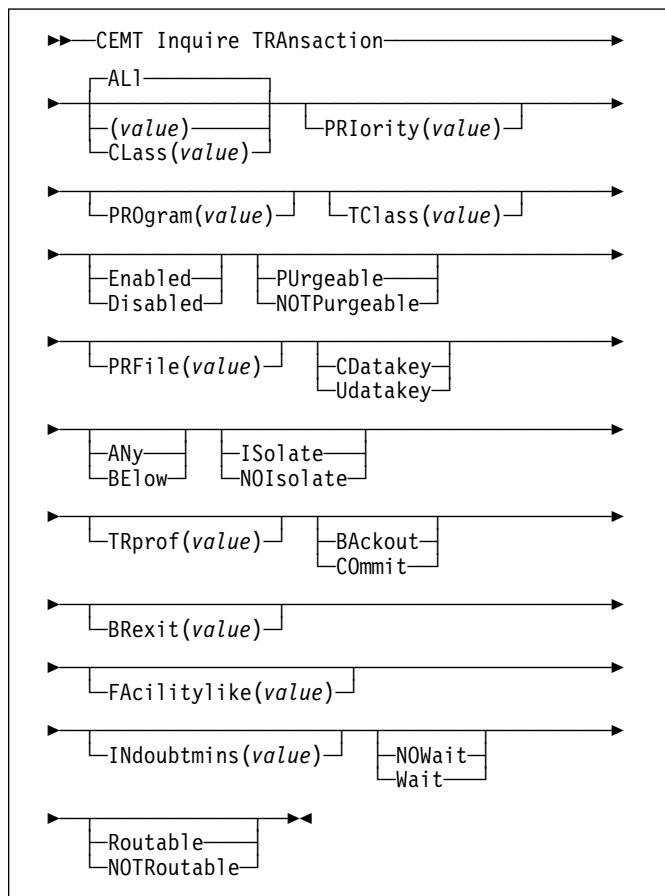 CEMT Inquire TRAnsaction
ALl
(value)
CLass(value)
PRIority(value)
PROgram(value)
TClass(value)
Enabled
Disabled
PUrgeable
NOTPurgeable
PRFile(value)
CDatakey
Udatakey
ANy
BElow
ISolate
NOIsolate
TRprof(value)
BAckout
COmmit
BRexit(value)
FAcilitylike(value)
INdoubtmins(value)
NOWait
Wait
Routable
NOTRoutable